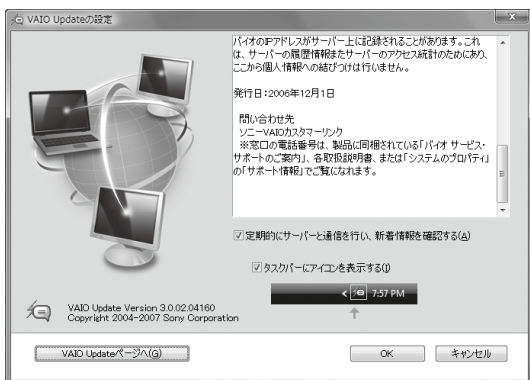 VAIO Updateの設定
バイオのIPアドレスがサーバー上に記録されることがあります。これ
は、サーバーの履歴情報またサーバーのアクセス統計のためにあり、
ここから個人情報への結びつけは行いません。
発行日：2006年12月1日
問い合わせ先
ソニーVAIOカスタマーリンク
※窓口の電話番号は、製品に同梱されている「バイオ サービス・
サポートのご案内」、各取扱説明書、または「システムのプロパティ」
の「サポート情報」でご覧になれます。
定期的にサーバーと通信を行い、新着情報を確認する(A)
タスクバーにアイコンを表示する(I)
7:57 PM
VAIO Update Version 3.0.02.04160
Copyright 2004-2007 Sony Corporation
VAIO Updateページへ(G)
OK
キャンセル